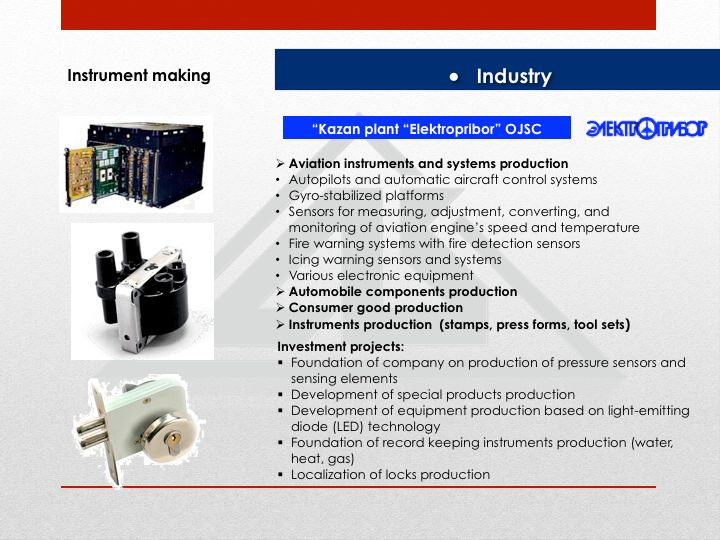 Instrument making
• Industry
“Kazan plant “Elektropribor” OJSC
ЭЛЕКТРОПРИБОР
➢ Aviation instruments and systems production
• Autopilots and automatic aircraft control systems
• Gyro-stabilized platforms
• Sensors for measuring, adjustment, converting, and
monitoring of aviation engine’s speed and temperature
• Fire warning systems with fire detection sensors
• Icing warning sensors and systems
• Various electronic equipment
➢ Automobile components production
➢ Consumer good production
➢ Instruments production (stamps, press forms, tool sets)
Investment projects:
▪ Foundation of company on production of pressure sensors and
sensing elements
▪ Development of special products production
▪ Development of equipment production based on light-emitting
diode (LED) technology
▪ Foundation of record keeping instruments production (water,
heat, gas)
▪ Localization of locks production